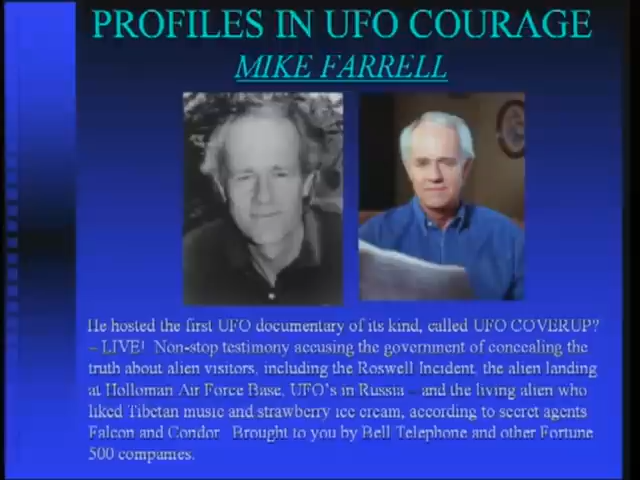 PROFILES IN UFO COURAGE
MIKE FARRELL
He hosted the first UFO documentary of its kind, called UFO COVERUP?
– LIVE!  Non-stop testimony accusing the government of concealing the
truth about alien visitors, including the Roswell Incident, the alien landing
at Holloman Air Force Base, UFO's in Russia – and the living alien who
liked Tibetan music and strawberry ice cream, according to secret agents
Falcon and Condor.  Brought to you by Bell Telephone and other Fortune
500 companies.